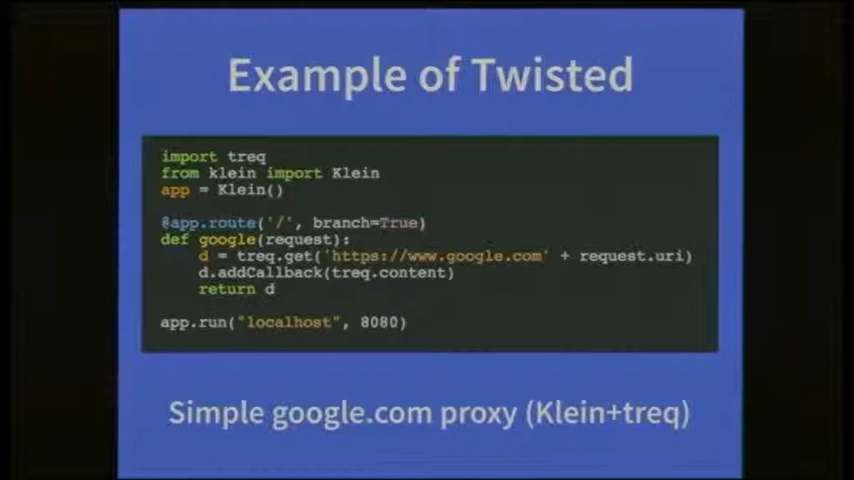 Example of Twisted
import treq
from klein import Klein
app = Klein()
@app.route('/', branch=True)
def google(request):
    d = treq.get('https://www.google.com' + request.uri)
    d.addCallback(treq.content)
    return d
app.run("localhost", 8080)
Simple google.com proxy (Klein+treq)